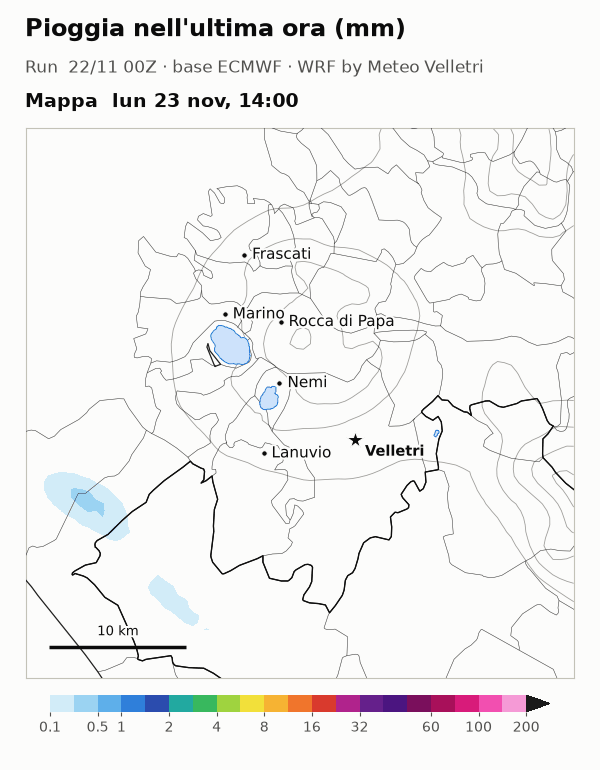 Pioggia nell'ultima ora (mm)
Run  22/11 00Z · base ECMWF · WRF by Meteo Velletri
Mappa  lun 23 nov, 14:00
Frascati
Marino
Rocca di Papa
Nemi
Velletri
Lanuvio
10 km
0.1 0.5 1 2 4 8 16 32 60 100 200